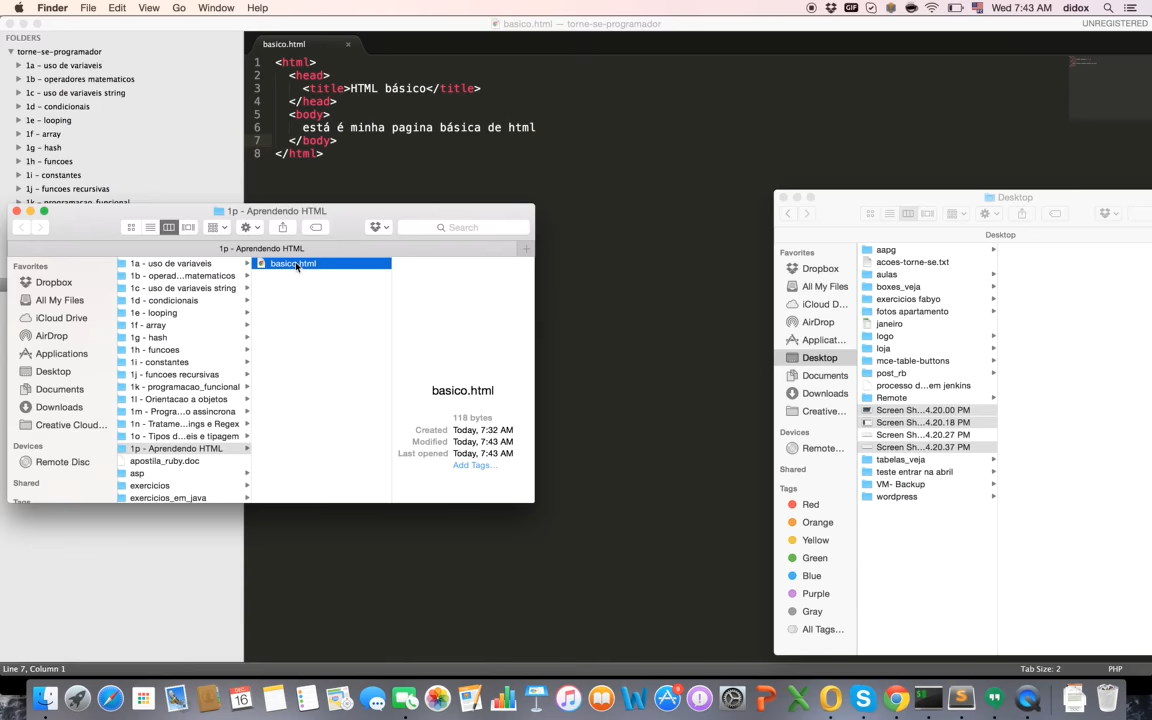 Finder File Edit View Go Window Help
GIF
Wed 7:43 AM didox
basico.html — torne-se-programador
UNREGISTERED
FOLDERS
torne-se-programador
1a - uso de variaveis
1b - operadores matematicos
1c - uso de variaveis string
1d - condicionais
1e - looping
1f - array
1g - hash
1h - funcoes
1i - constantes
1j - funcoes recursivas
1k - programacao_funcional
basico.html
1 <html>
2 <head>
3 <title>HTML básico</title>
4 </head>
5 <body>
6 está é minha pagina básica de html
7 </body>
8 </html>
1p - Aprendendo HTML
Search
1p - Aprendendo HTML
Favorites
Dropbox
All My Files
iCloud Drive
AirDrop
Applications
Desktop
Documents
Downloads
Creative Cloud...
Devices
Remote Disc
Shared
Tags
1a - uso de variaveis
1b - operad...matematicos
1c - uso de variaveis string
1d - condicionais
1e - looping
1f - array
1g - hash
1h - funcoes
1i - constantes
1j - funcoes recursivas
1k - programacao_funcional
1l - Orientacao a objetos
1m - Progra...o assincrona
1n - Tratame...ings e Regex
1o - Tipos d...eis e tipagem
1p - Aprendendo HTML
apostila_ruby.doc
asp
exercicios
exercicios_em_java
basico.html
basico.html
118 bytes
Created Today, 7:32 AM
Modified Today, 7:43 AM
Last opened Today, 7:43 AM
Add Tags...
Desktop
Desktop
Favorites
Dropbox
All My Files
iCloud D...
AirDrop
Applicat...
Desktop
Documents
Downloads
Creative...
Devices
Remote...
Shared
Tags
Red
Orange
Yellow
Green
Blue
Purple
Gray
All Tags...
aapg
acoes-torne-se.txt
aulas
boxes_veja
exercicios fabyo
fotos apartamento
janeiro
logo
loja
mce-table-buttons
post_rb
processo d...em jenkins
Remote
Screen Sh...4.20.00 PM
Screen Sh...4.20.18 PM
Screen Sh...4.20.27 PM
Screen Sh...4.20.37 PM
tabelas_veja
teste entrar na abril
VM- Backup
wordpress
Line 7, Column 1
Tab Size: 2
PHP